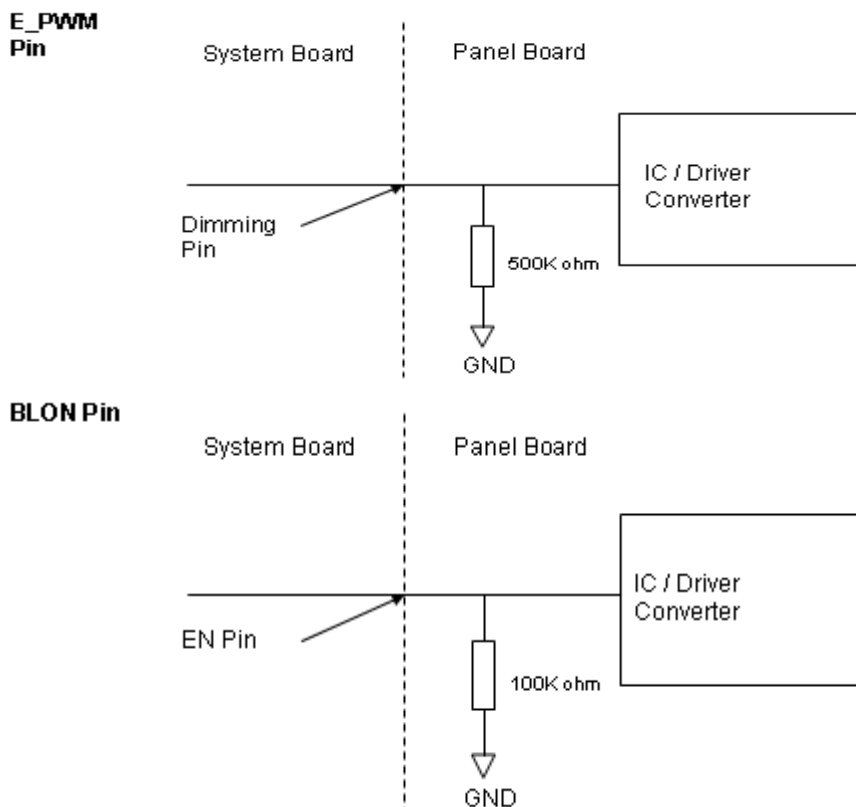 E_PWM
Pin
System Board
Panel Board
IC / Driver
Converter
Dimming
Pin
500K ohm
GND
BLON Pin
System Board
Panel Board
IC / Driver
Converter
EN Pin
100K ohm
GND